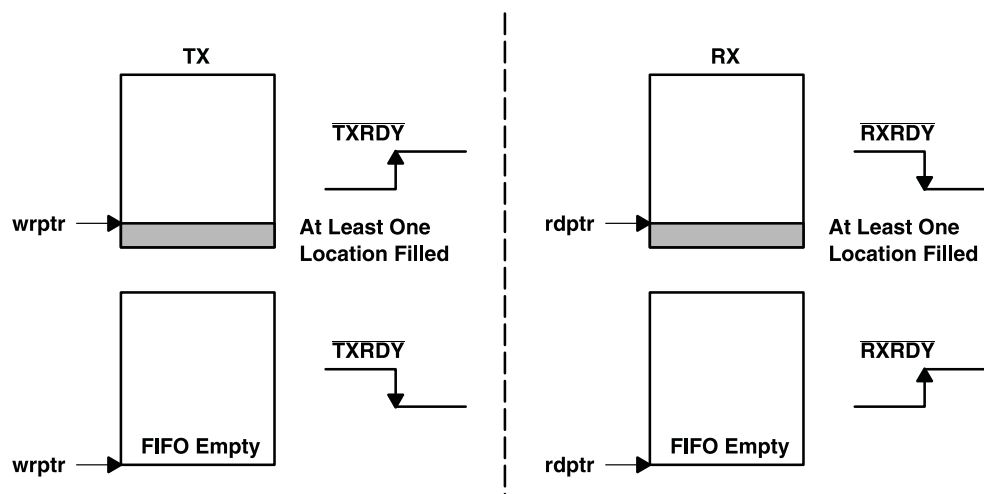 TX
TXRDY
wrptr
At Least One
Location Filled
TXRDY
FIFO Empty
wrptr
RX
RXRDY
rdptr
At Least One
Location Filled
RXRDY
FIFO Empty
rdptr